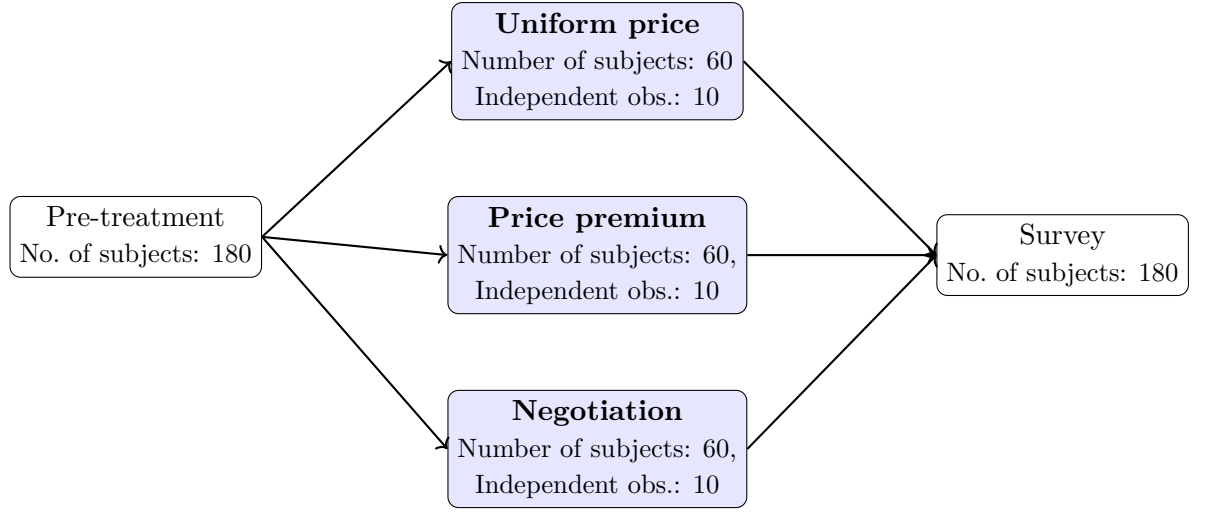 Pre-treatment
No. of subjects: 180
Uniform price
Number of subjects: 60
Independent obs.: 10
Price premium
Number of subjects: 60,
Independent obs.: 10
Negotiation
Number of subjects: 60,
Independent obs.: 10
Survey
No. of subjects: 180